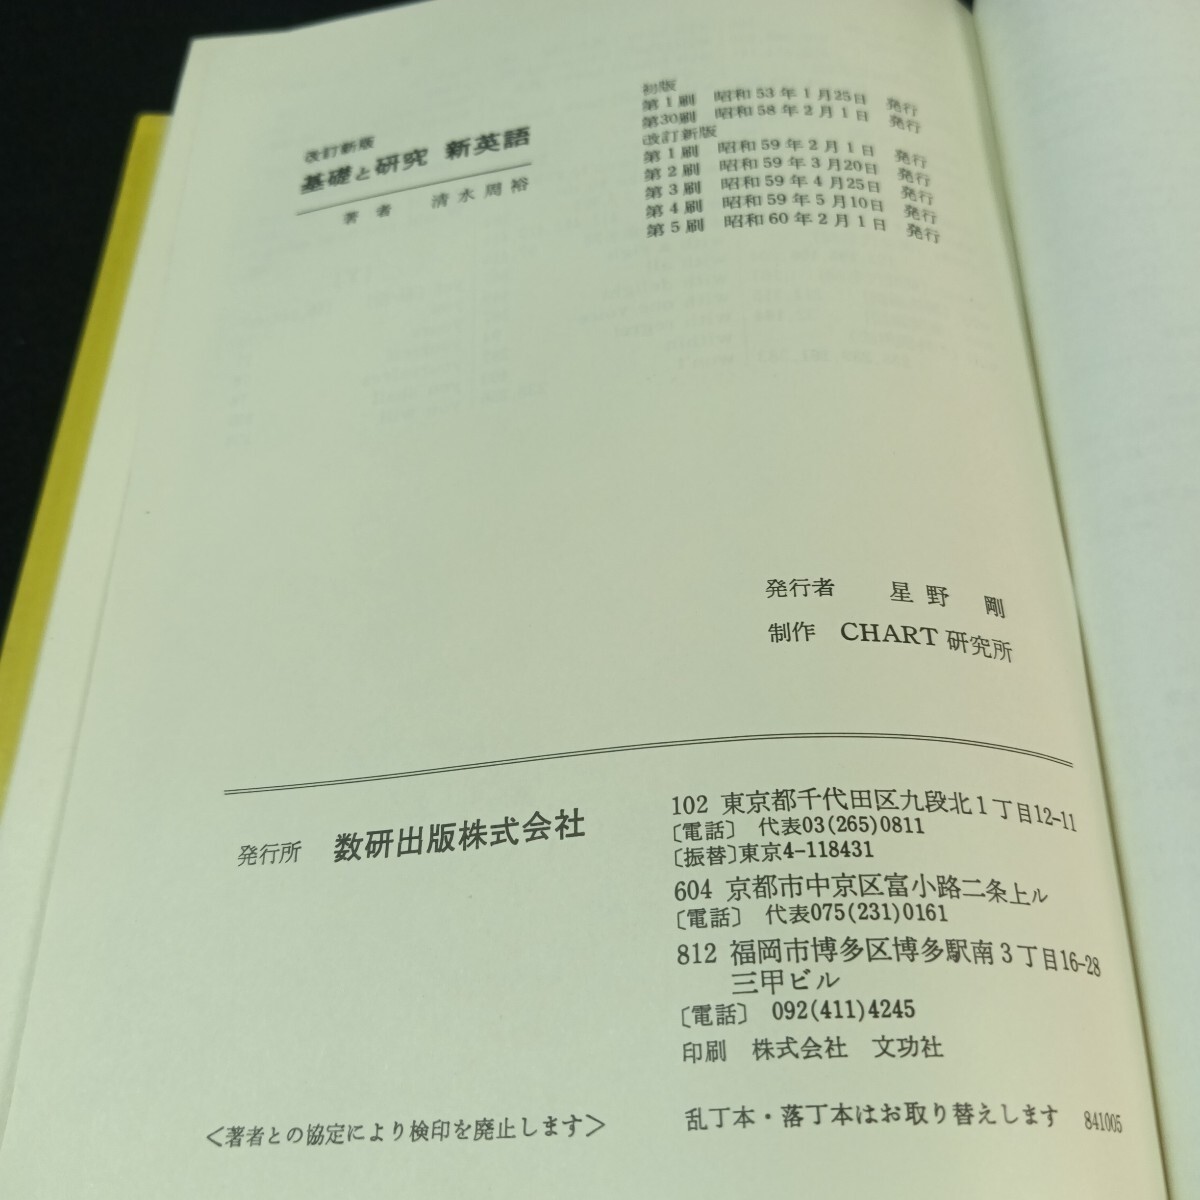 改訂新版
基礎と研究 新英語
著者 清水周裕
初版
第1刷 昭和53年1月25日 発行
第30刷 昭和58年2月1日 発行
改訂新版
第1刷 昭和59年2月1日 発行
第2刷 昭和59年3月20日 発行
第3刷 昭和59年4月25日 発行
第4刷 昭和59年5月10日 発行
第5刷 昭和60年2月1日 発行
発行者 星野 剛
制作 CHART研究所
発行所 数研出版株式会社
102 東京都千代田区九段北1丁目12-11
〔電話〕 代表03(265)0811
〔振替〕東京4-118431
604 京都市中京区富小路二条上ル
〔電話〕 代表075(231)0161
812 福岡市博多区博多駅南3丁目16-28
三甲ビル
〔電話〕 092(411)4245
印刷 株式会社 文功社
<著者との協定により検印を廃止します>
乱丁本・落丁本はお取り替えします 841005